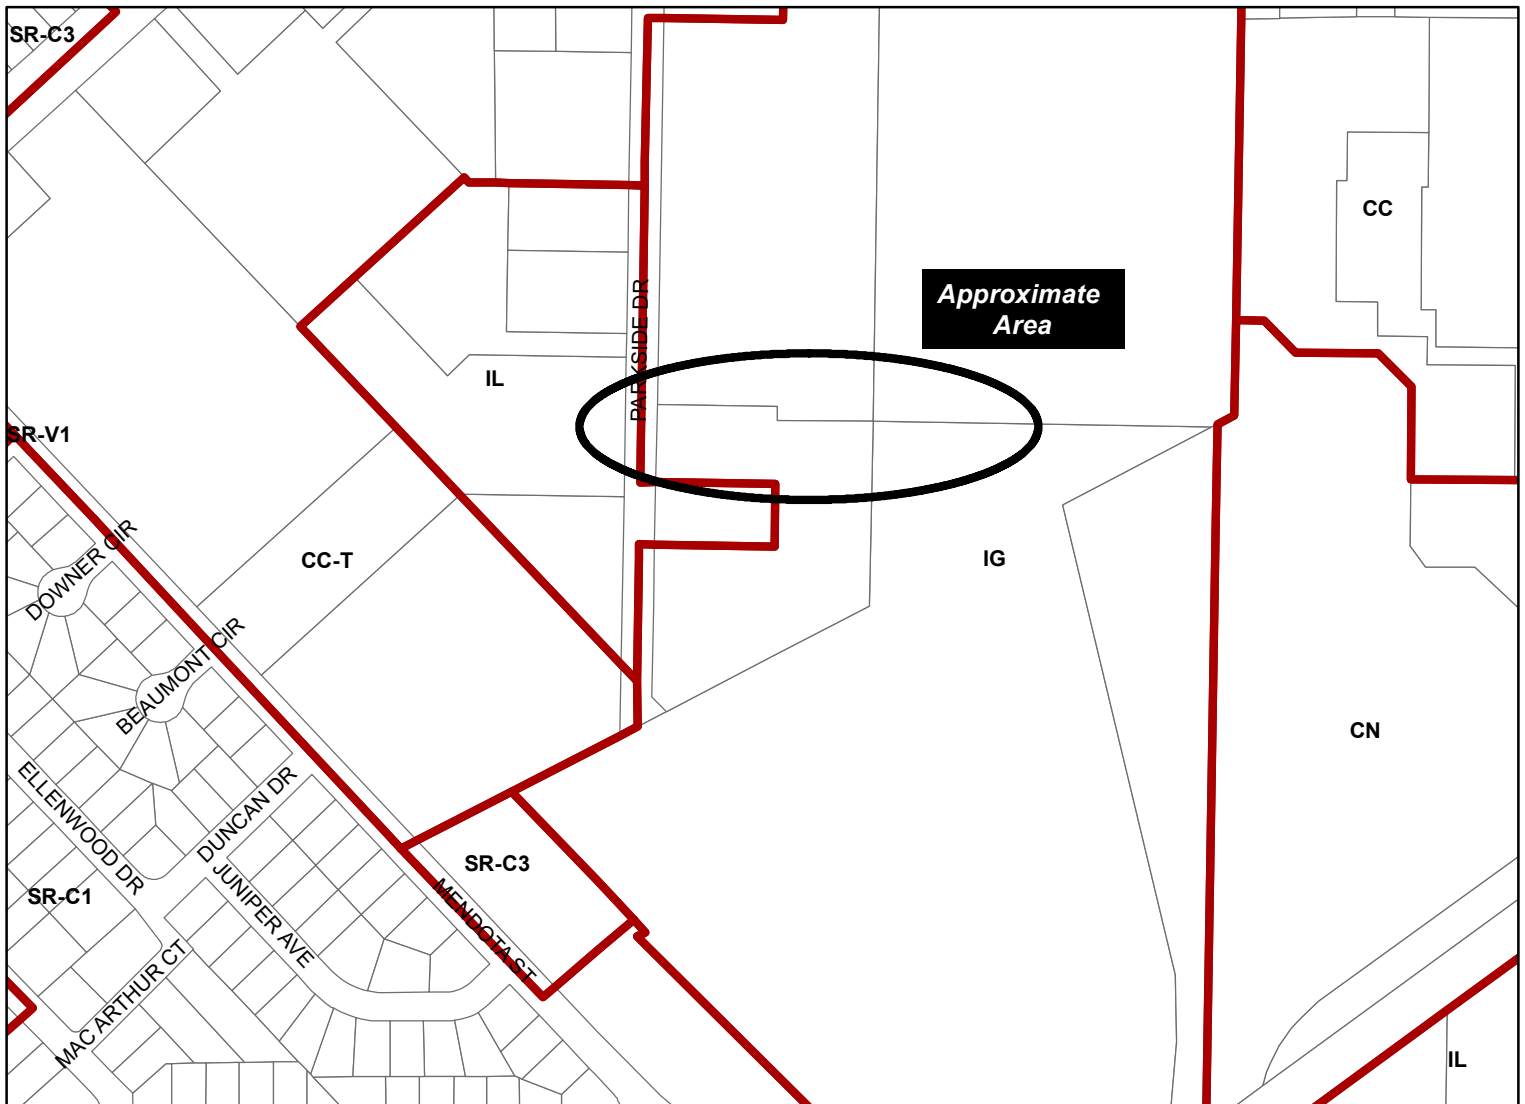 SR-C3
CC
Approximate
Area
PARKSIDE DR
IL
SR-V1
DOWNER CIR
CC-T
IG
BEAUMONT CIR
CN
ELLENWOOD DR
DUNCAN DR
SR-C3
SR-C1
JUNIPER AVE
MENDOTA ST
MAC ARTHUR CT
IL